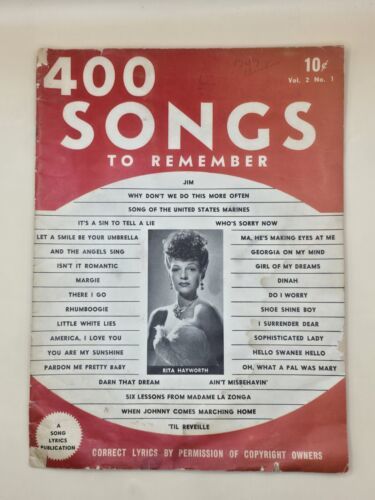 400
10¢
Vol. 2 No. 1
SONGS
TO REMEMBER
JIM
WHY DON'T WE DO THIS MORE OFTEN
SONG OF THE UNITED STATES MARINES
IT'S A SIN TO TELL A LIE
WHO'S SORRY NOW
LET A SMILE BE YOUR UMBRELLA
MA, HE'S MAKING EYES AT ME
AND THE ANGELS SING
GEORGIA ON MY MIND
ISN'T IT ROMANTIC
GIRL OF MY DREAMS
MARGIE
DINAH
THERE I GO
DO I WORRY
RHUMBOOGIE
SHOE SHINE BOY
LITTLE WHITE LIES
I SURRENDER DEAR
AMERICA, I LOVE YOU
SOPHISTICATED LADY
YOU ARE MY SUNSHINE
HELLO SWANEE HELLO
PARDON ME PRETTY BABY
RITA HAYWORTH
OH, WHAT A PAL WAS MARY
DARN THAT DREAM
AIN'T MISBEHAVIN'
SIX LESSONS FROM MADAME LA ZONGA
WHEN JOHNNY COMES MARCHING HOME
'TIL REVEILLE
A
SONG
LYRICS
PUBLICATION
CORRECT LYRICS BY PERMISSION OF COPYRIGHT OWNERS